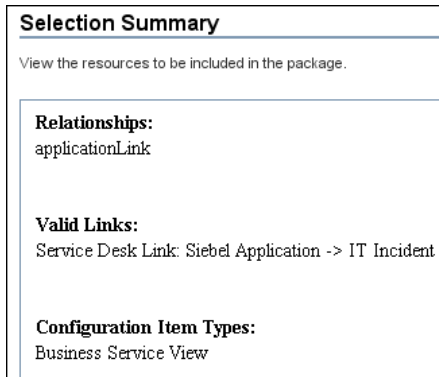 Selection Summary
View the resources to be included in the package.
Relationships:
applicationLink
Valid Links:
Service Desk Link: Siebel Application -> IT Incident
Configuration Item Types:
Business Service View